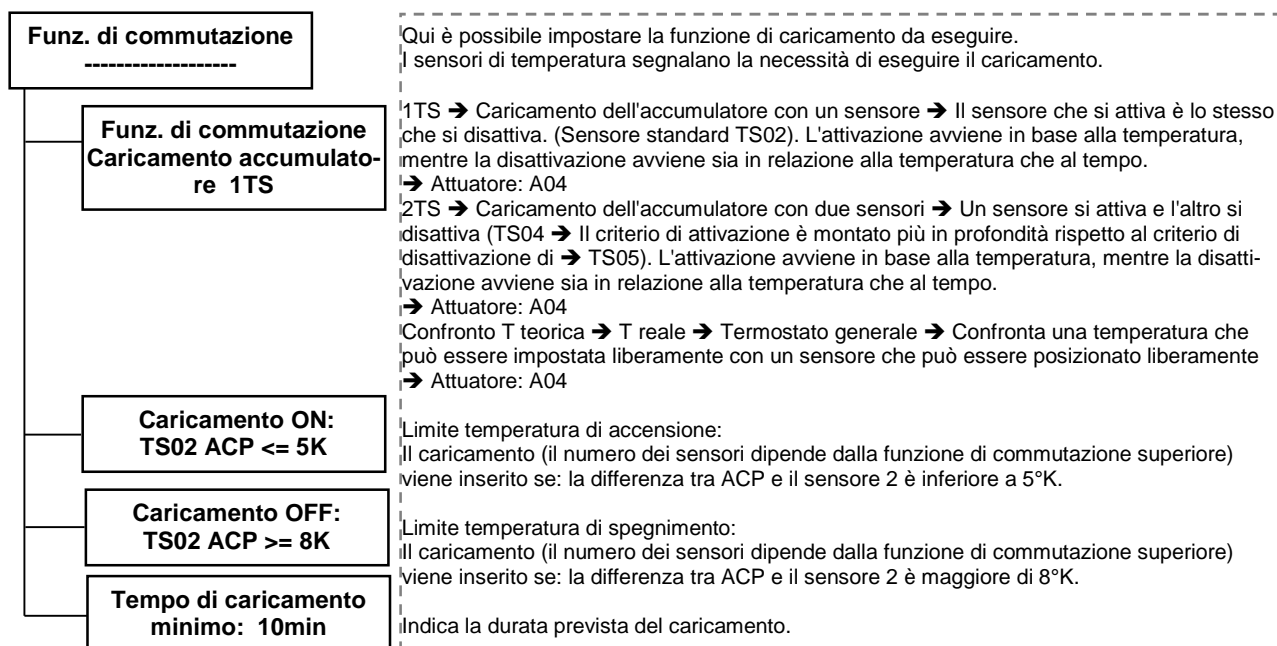 Funz. di commutazione
-------------------
Funz. di commutazione
Caricamento accumulato-
re 1TS
Caricamento ON:
TS02 ACP <= 5K
Caricamento OFF:
TS02 ACP >= 8K
Tempo di caricamento
minimo: 10min
Qui è possibile impostare la funzione di caricamento da eseguire.
I sensori di temperatura segnalano la necessità di eseguire il caricamento.
1TS ➔ Caricamento dell'accumulatore con un sensore ➔ Il sensore che si attiva è lo stesso
che si disattiva. (Sensore standard TS02). L'attivazione avviene in base alla temperatura,
mentre la disattivazione avviene sia in relazione alla temperatura che al tempo.
➔ Attuatore: A04
2TS ➔ Caricamento dell'accumulatore con due sensori ➔ Un sensore si attiva e l'altro si
disattiva (TS04 ➔ Il criterio di attivazione è montato più in profondità rispetto al criterio di
disattivazione di ➔ TS05). L'attivazione avviene in base alla temperatura, mentre la disatti-
vazione avviene sia in relazione alla temperatura che al tempo.
➔ Attuatore: A04
Confronto T teorica ➔ T reale ➔ Termostato generale ➔ Confronta una temperatura che
può essere impostata liberamente con un sensore che può essere posizionato liberamente
➔ Attuatore: A04
Limite temperatura di accensione:
Il caricamento (il numero dei sensori dipende dalla funzione di commutazione superiore)
viene inserito se: la differenza tra ACP e il sensore 2 è inferiore a 5°K.
Limite temperatura di spegnimento:
Il caricamento (il numero dei sensori dipende dalla funzione di commutazione superiore)
viene inserito se: la differenza tra ACP e il sensore 2 è maggiore di 8°K.
Indica la durata prevista del caricamento.